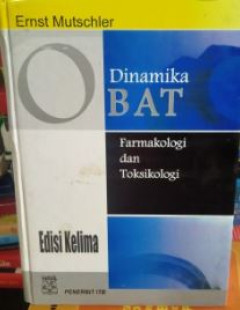 Ernst Mutschler
Dinamika
OBAT
Farmakologi
dan
Toksikologi
Edisi Kelima
PENERBIT ITB